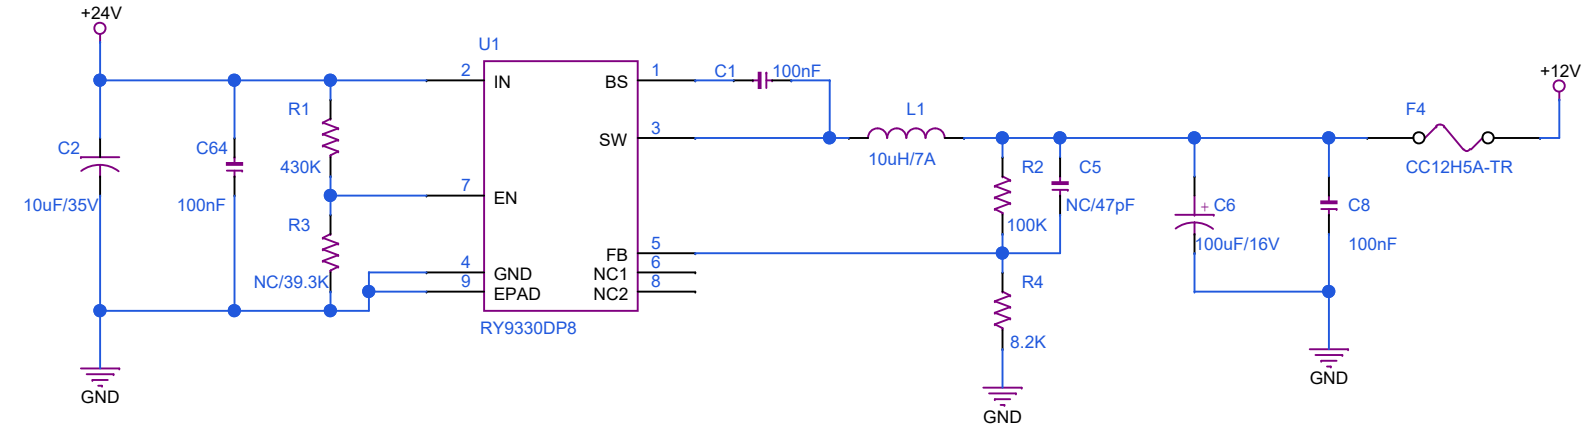 +24V
+12V
U1
2
IN
BS
1
C1
100nF
R1
L1
F4
C2
C64
SW
3
430K
10uH/7A
R2
C5
CC12H5A-TR
10uF/35V
100nF
7
EN
100K
NC/47pF
+
C6
C8
R3
100uF/16V
100nF
FB
5
4
GND
NC1
6
NC/39.3K
9
EPAD
NC2
8
R4
RY9330DP8
8.2K
GND
GND
GND